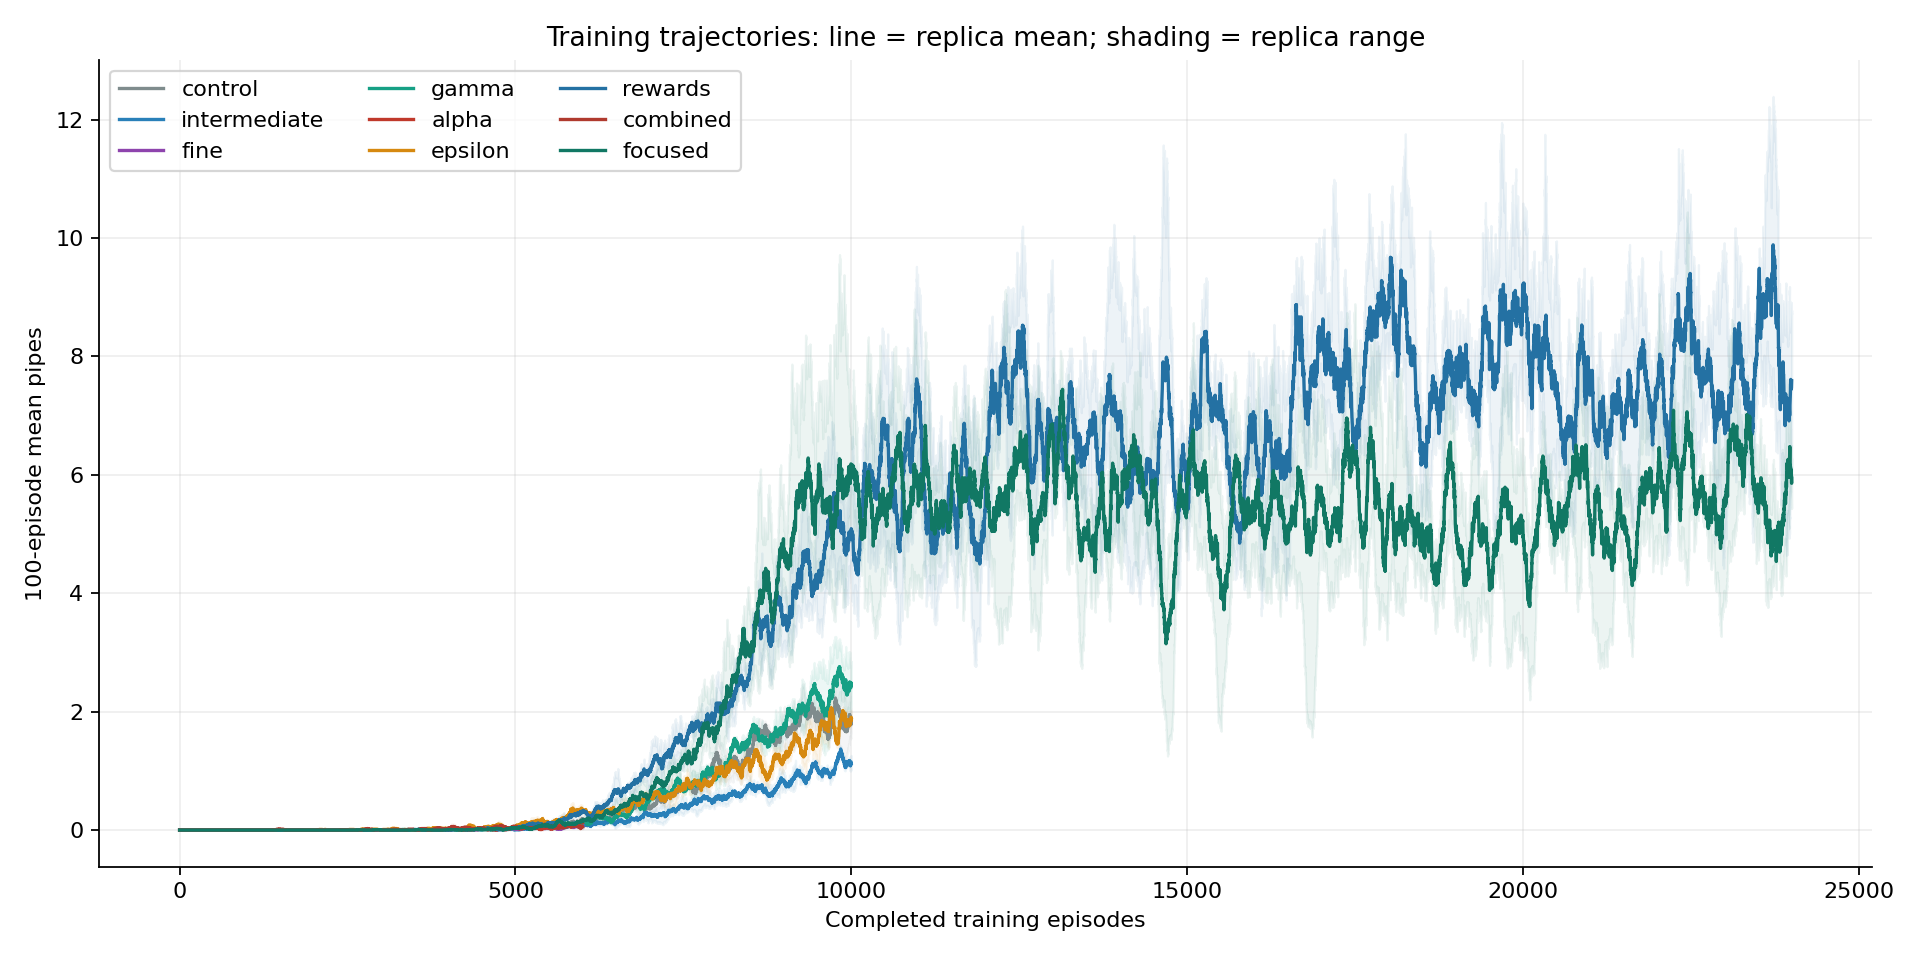 Training trajectories: line = replica mean; shading = replica range
control
gamma
rewards
intermediate
alpha
combined
fine
epsilon
focused
12
10
8
6
4
2
0
100-episode mean pipes
0
5000
10000
15000
20000
25000
Completed training episodes